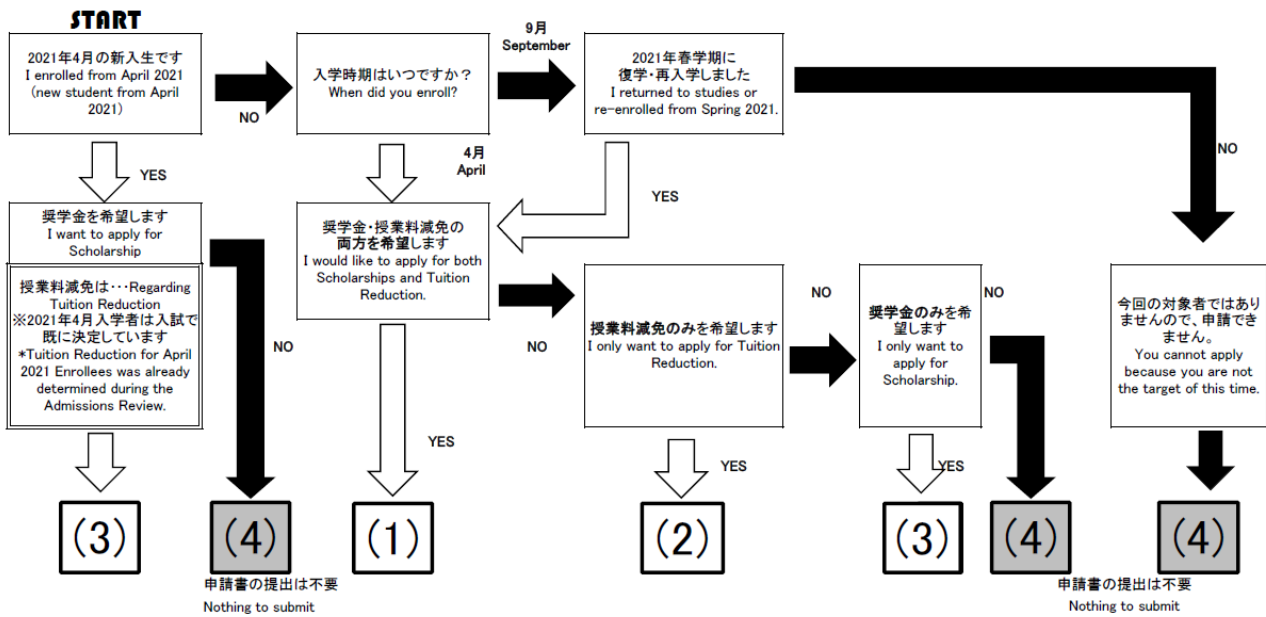 START
2021年4月の新入生です
I enrolled from April 2021
(new student from April
2021)
NO
入学時期はいつですか？
When did you enroll?
9月
September
2021年春学期に
復学・再入学しました
I returned to studies or
re-enrolled from Spring 2021.
NO
YES
4月
April
YES
奨学金を希望します
I want to apply for
Scholarship
授業料減免は・・・Regarding
Tuition Reduction
※2021年4月入学者は入試で
既に決定しています
*Tuition Reduction for April
2021 Enrollees was already
determined during the
Admissions Review.
NO
奨学金・授業料減免の
両方を希望します
I would like to apply for both
Scholarships and Tuition
Reduction.
NO
授業料減免のみを希望します
I only want to apply for Tuition
Reduction.
NO
奨学金のみを希
望します
I only want to
apply for
Scholarship.
NO
今回の対象者ではあり
ませんので、申請でき
ません。
You cannot apply
because you are not
the target of this time.
YES
YES
YES
(3)
(4)
(1)
(2)
(3)
(4)
(4)
申請書の提出は不要
Nothing to submit
申請書の提出は不要
Nothing to submit